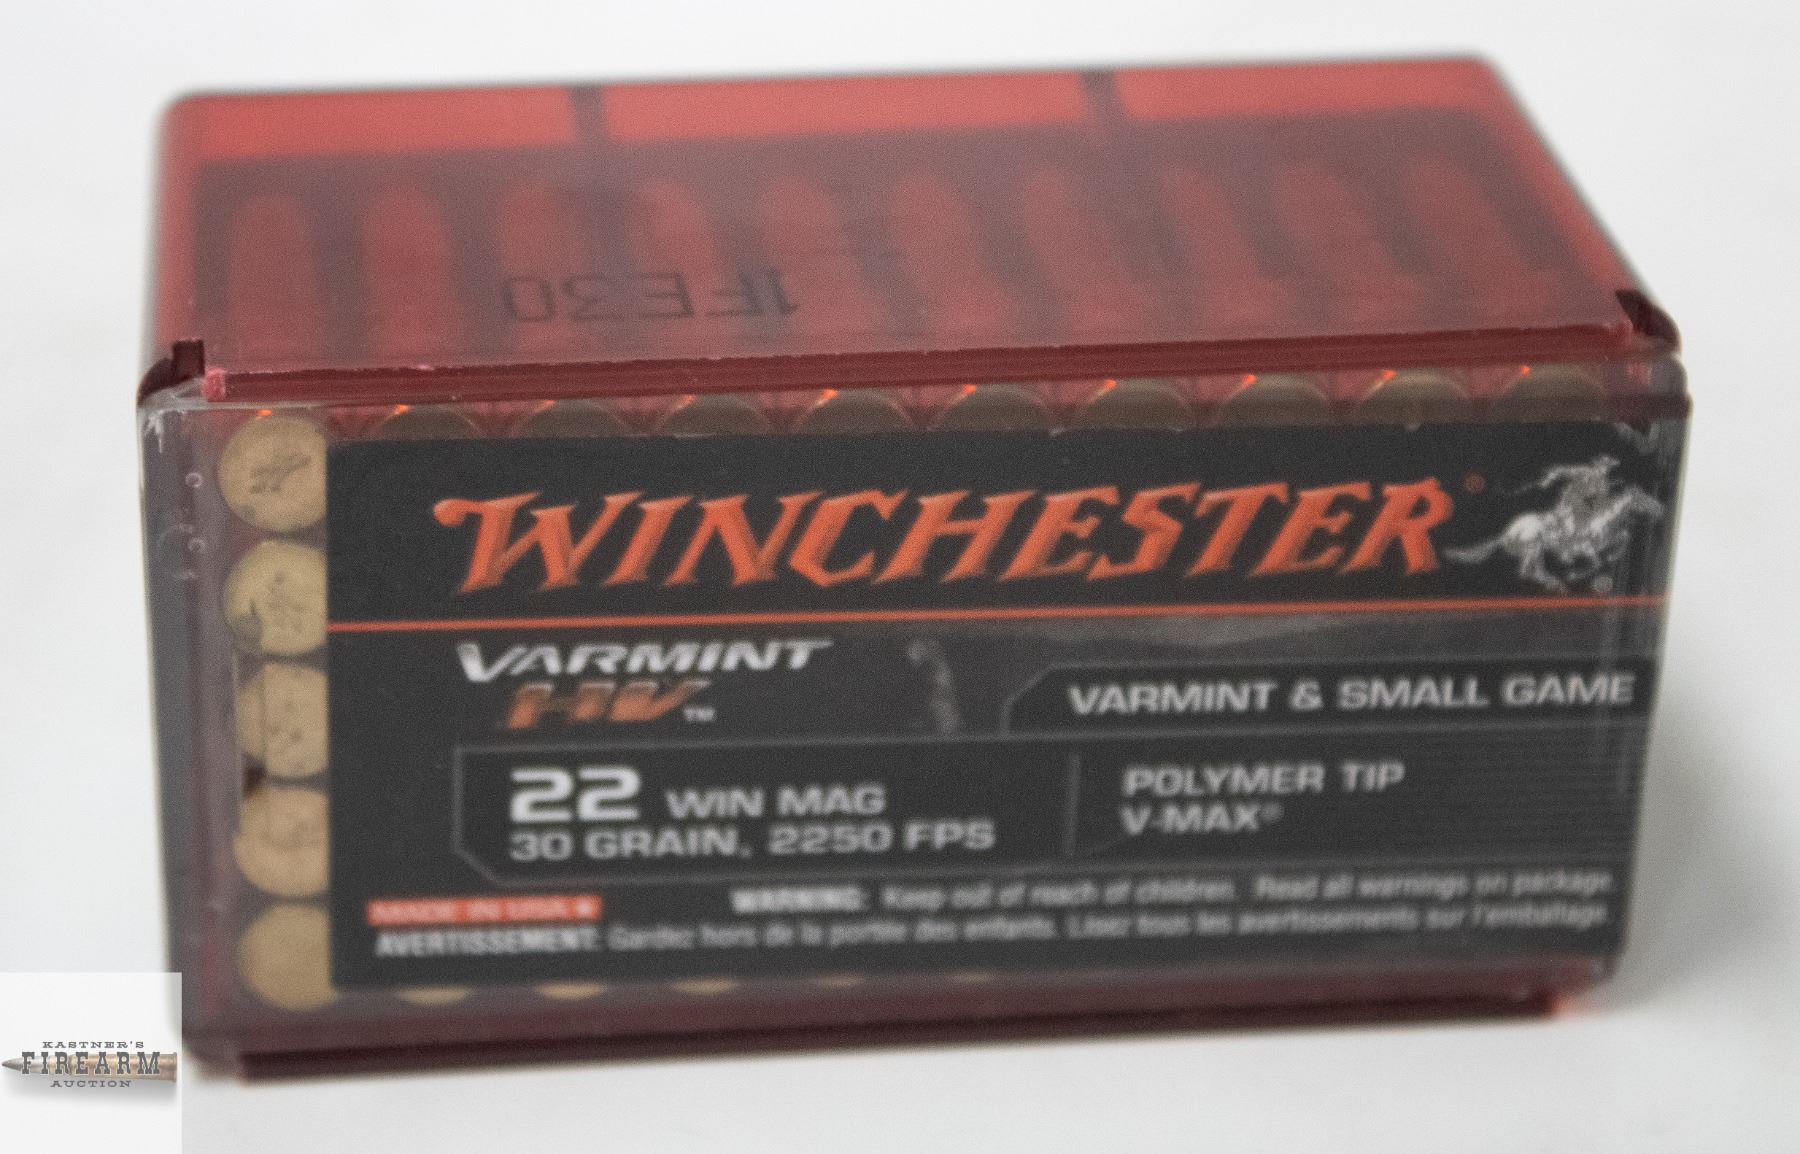 1FE30
WINCHESTER®
VARMINT
HV™
VARMINT & SMALL GAME
22 WIN MAG
30 GRAIN, 2250 FPS
POLYMER TIP
V-MAX®
MADE IN USA
WARNING: Keep out of reach of children. Read all warnings on package.
AVERTISSEMENT: Gardez hors de la portée des enfants. Lisez tous les avertissements sur l'emballage.
KASTNER'S
FIREARM
AUCTION